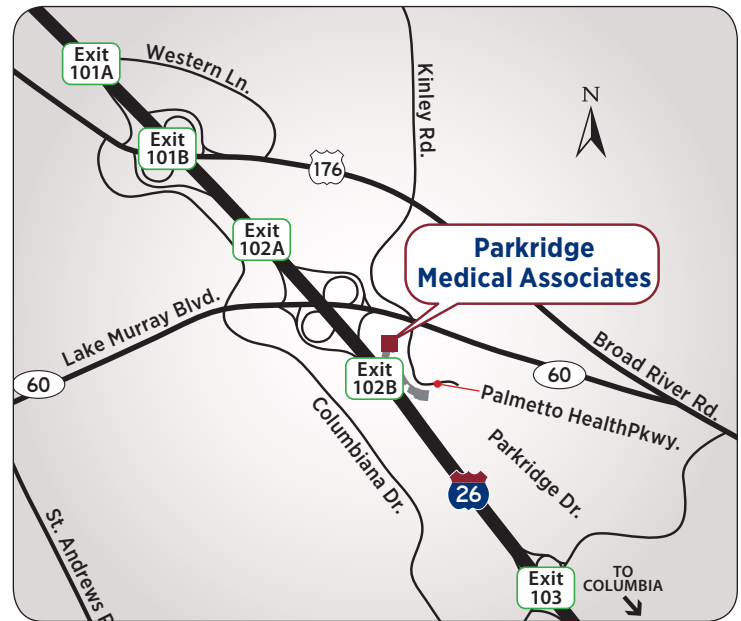 Exit
101A
Western Ln.
Kinley Rd.
N
Exit
101B
176
Exit
102A
Parkridge
Medical Associates
Lake Murray Blvd.
60
Broad River Rd.
60
Exit
102B
Palmetto HealthPkwy.
Columbiana Dr.
Parkridge Dr.
26
St. Andrews
Exit
103
TO
COLUMBIA